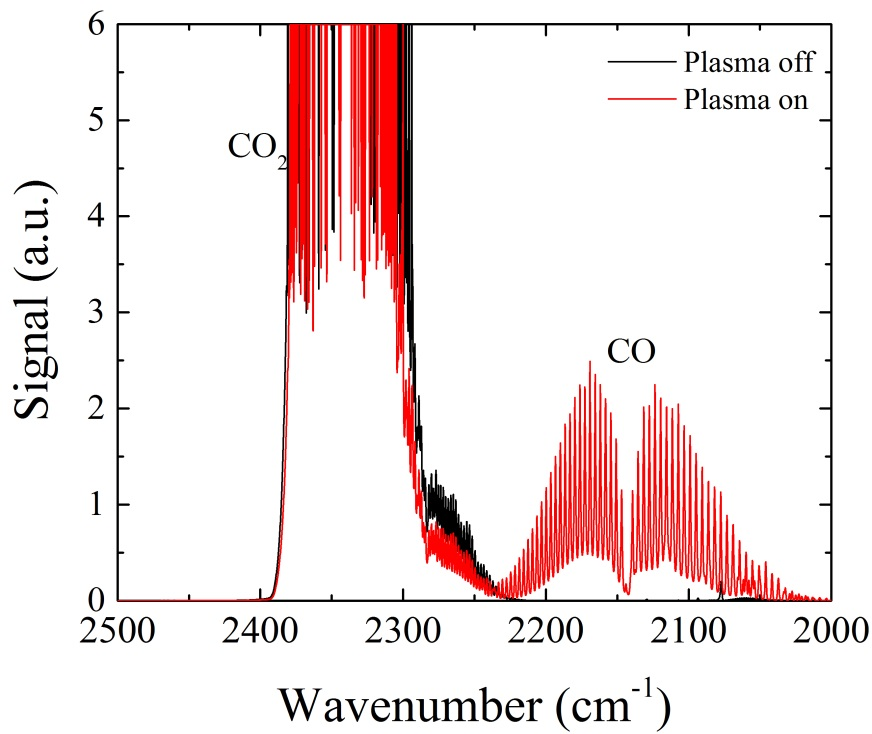 6
Plasma off
Plasma on
5
CO₂
4
Signal (a.u.)
3
CO
2
1
0
2500 2400 2300 2200 2100 2000
Wavenumber (cm⁻¹)